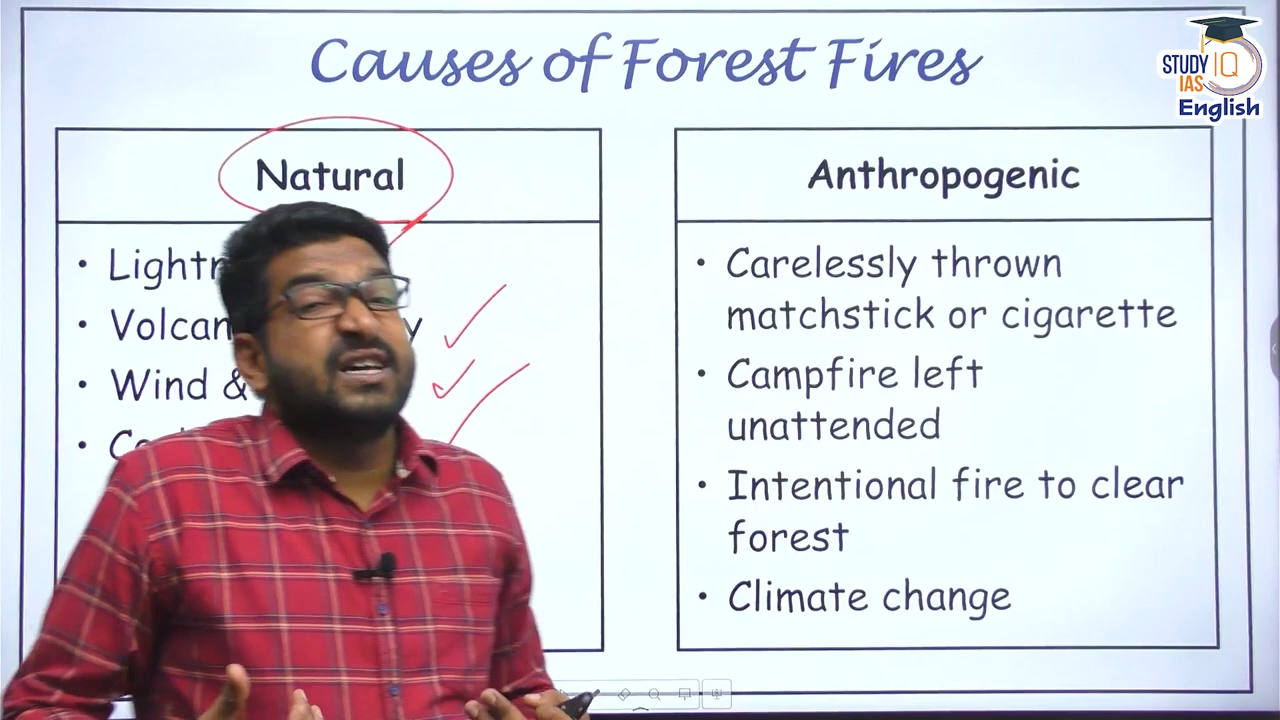 Causes of Forest Fires
STUDY IQ
IAS
English
Natural
Wind &
Anthropogenic
• Carelessly thrown
matchstick or cigarette
• Campfire left
unattended
• Intentional fire to clear
forest
• Climate change